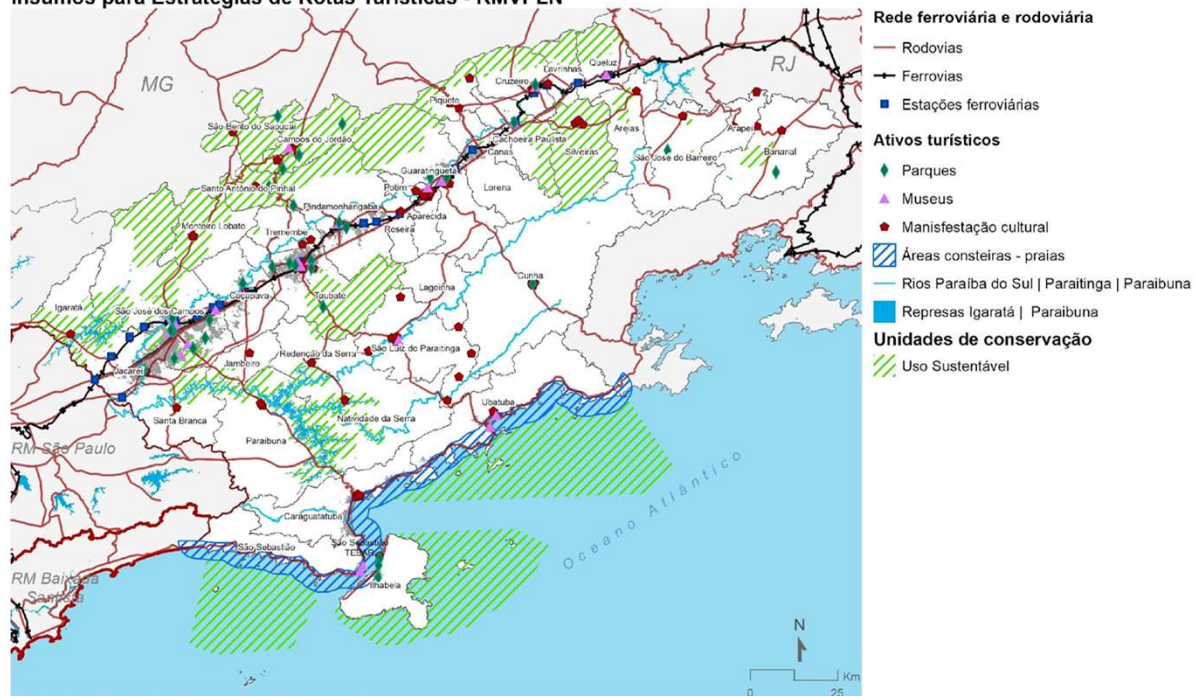 Insumos para Estratégias de Rotas Turísticas - RMVPLN
Rede ferroviária e rodoviária
Rodovias
Ferrovias
Estações ferroviárias
Ativos turísticos
Parques
Museus
Manisfestação cultural
Áreas consteiras - praias
Rios Paraíba do Sul | Paraitinga | Paraibuna
Represas Igaratá | Paraibuna
Unidades de conservação
Uso Sustentável
MG
RJ
Queluz
Lavrinhas
Cruzeiro
Piquete
São Bento do Sapucaí
Campos do Jordão
Cachoeira Paulista
Areias
Arapeí
Canas
Silveiras
São José do Barreiro
Bananal
Guaratinguetá
Santo Antônio do Pinhal
Potim
Lorena
Pindamonhangaba
Aparecida
Monteiro Lobato
Tremembé
Roseira
Cunha
Lagoinha
Caçapava
Taubaté
Igaratá
São José dos Campos
Redenção da Serra
São Luiz do Paraitinga
Jambeiro
Jacareí
Ubatuba
Santa Branca
Natividade da Serra
Paraibuna
RM São Paulo
Oceano Atlântico
Caraguatatuba
São Sebastião
São Sebastião
TEBAR
RM Baixada
Santista
Ilhabela
N
Km
0 25